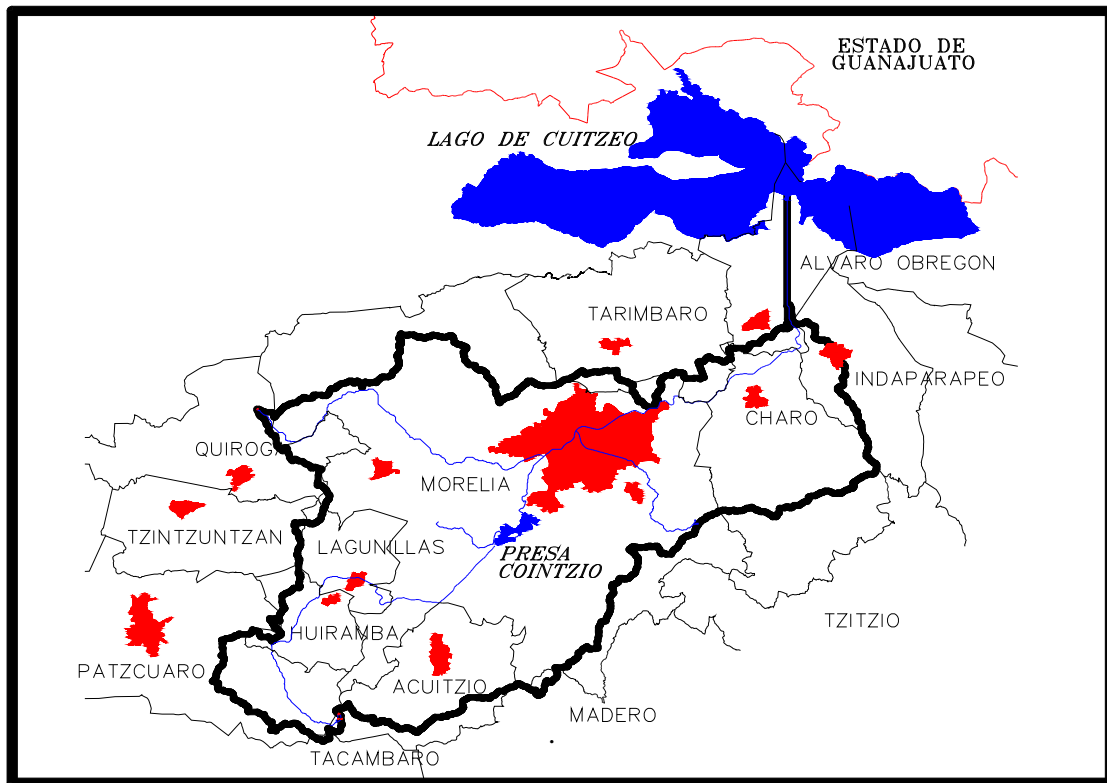 ESTADO DE
GUANAJUATO
LAGO DE CUITZEO
ALVARO OBREGON
TARIMBARO
INDAPARAPEO
CHARO
QUIROGA
MORELIA
TZINTZUNTZAN
LAGUNILLAS
PRESA
COINTZIO
TZITZIO
HUIRAMBA
PATZCUARO
ACUITZIO
MADERO
TACAMBARO